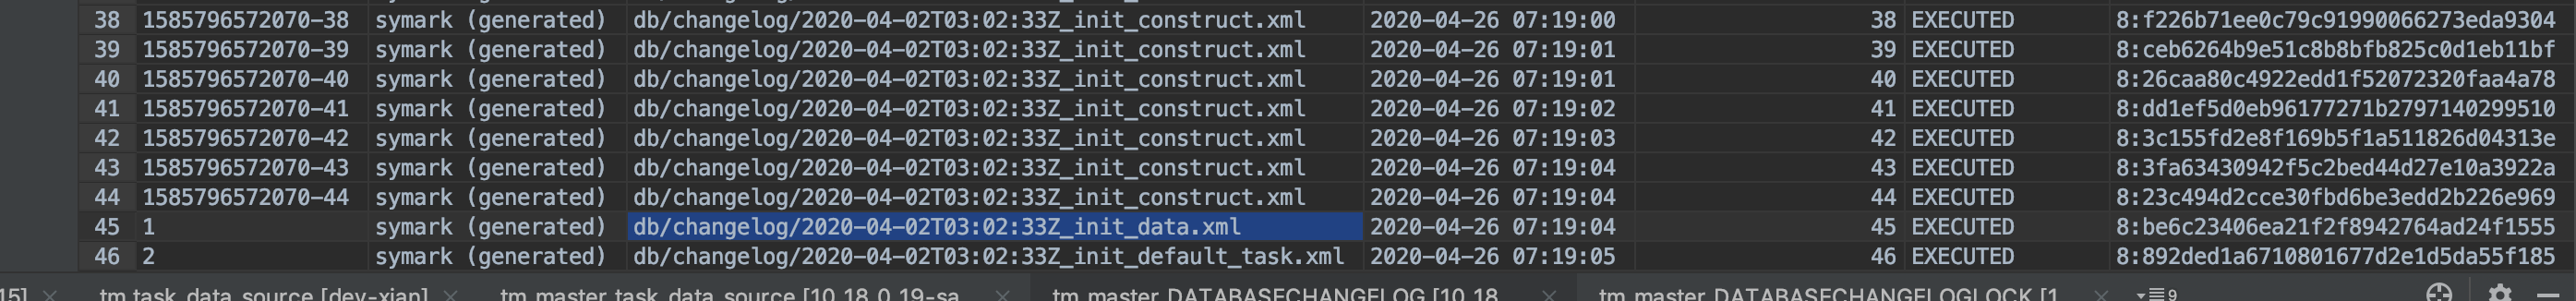 38 1585796572070-38 symark (generated) db/changelog/2020-04-02T03:02:33Z_init_construct.xml 2020-04-26 07:19:00 38 EXECUTED 8:f226b71ee0c79c91990066273eda9304
39 1585796572070-39 symark (generated) db/changelog/2020-04-02T03:02:33Z_init_construct.xml 2020-04-26 07:19:01 39 EXECUTED 8:ceb6264b9e51c8b8bfb825c0d1eb11bf
40 1585796572070-40 symark (generated) db/changelog/2020-04-02T03:02:33Z_init_construct.xml 2020-04-26 07:19:01 40 EXECUTED 8:26caa80c4922edd1f52072320faa4a78
41 1585796572070-41 symark (generated) db/changelog/2020-04-02T03:02:33Z_init_construct.xml 2020-04-26 07:19:02 41 EXECUTED 8:dd1ef5d0eb96177271b2797140299510
42 1585796572070-42 symark (generated) db/changelog/2020-04-02T03:02:33Z_init_construct.xml 2020-04-26 07:19:03 42 EXECUTED 8:3c155fd2e8f169b5f1a511826d04313e
43 1585796572070-43 symark (generated) db/changelog/2020-04-02T03:02:33Z_init_construct.xml 2020-04-26 07:19:04 43 EXECUTED 8:3fa63430942f5c2bed44d27e10a3922a
44 1585796572070-44 symark (generated) db/changelog/2020-04-02T03:02:33Z_init_construct.xml 2020-04-26 07:19:04 44 EXECUTED 8:23c494d2cce30fbd6be3edd2b226e969
45 1 symark (generated) db/changelog/2020-04-02T03:02:33Z_init_data.xml 2020-04-26 07:19:04 45 EXECUTED 8:be6c23406ea21f2f8942764ad24f1555
46 2 symark (generated) db/changelog/2020-04-02T03:02:33Z_init_default_task.xml 2020-04-26 07:19:05 46 EXECUTED 8:892ded1a6710801677d2e1d5da55f185
15] tm_task_data_source [dev-xian] tm_master_task_data_source [10.18.0.19-sa tm_master.DATABASECHANGELOG [10.18 tm_master.DATABASECHANGELOGLOCK [1 9